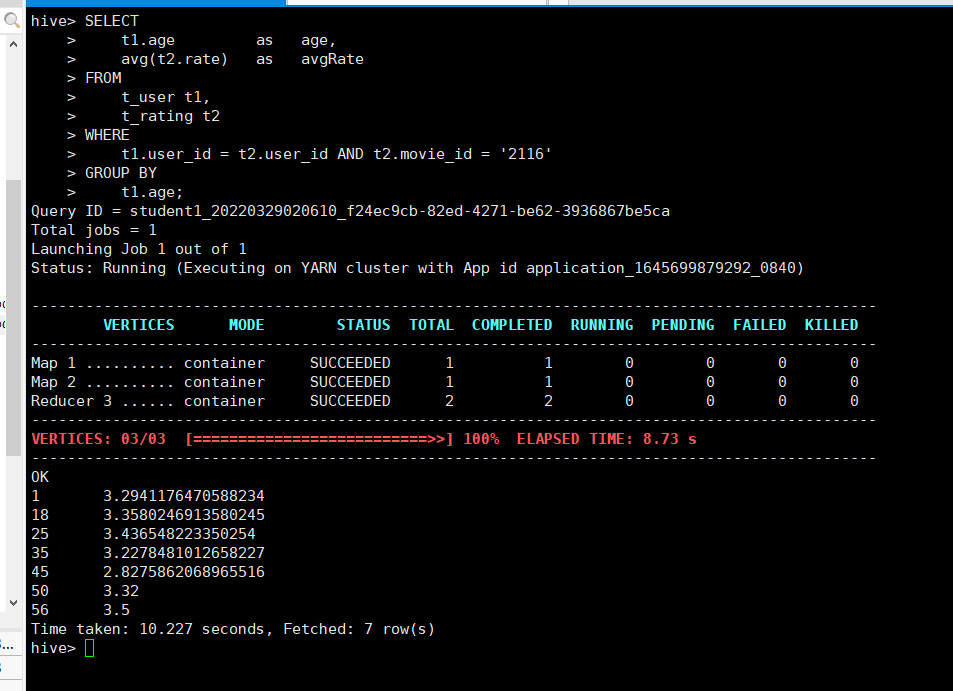 hive> SELECT
    >     t1.age         as   age,
    >     avg(t2.rate)   as   avgRate
    > FROM
    >     t_user t1,
    >     t_rating t2
    > WHERE
    >     t1.user_id = t2.user_id AND t2.movie_id = '2116'
    > GROUP BY
    >     t1.age;
Query ID = student1_20220329020610_f24ec9cb-82ed-4271-be62-3936867be5ca
Total jobs = 1
Launching Job 1 out of 1
Status: Running (Executing on YARN cluster with App id application_1645699879292_0840)
----------------------------------------------------------------------------------------------
        VERTICES      MODE        STATUS  TOTAL  COMPLETED  RUNNING  PENDING  FAILED  KILLED
----------------------------------------------------------------------------------------------
Map 1 .......... container     SUCCEEDED      1          1        0        0       0       0
Map 2 .......... container     SUCCEEDED      1          1        0        0       0       0
Reducer 3 ...... container     SUCCEEDED      2          2        0        0       0       0
----------------------------------------------------------------------------------------------
VERTICES: 03/03  [==========================>>] 100%  ELAPSED TIME: 8.73 s
----------------------------------------------------------------------------------------------
OK
1       3.2941176470588234
18      3.3580246913580245
25      3.436548223350254
35      3.2278481012658227
45      2.8275862068965516
50      3.32
56      3.5
Time taken: 10.227 seconds, Fetched: 7 row(s)
hive>